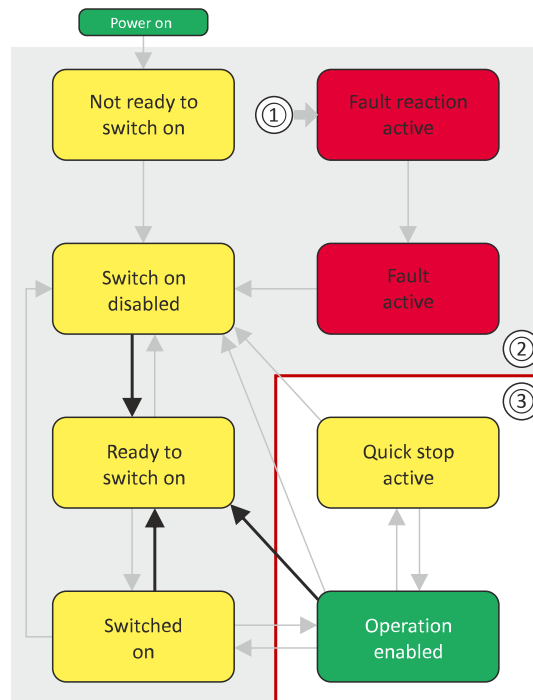 Power on
Not ready to
switch on
①
Fault reaction
active
Switch on
disabled
Fault
active
②
③
Ready to
switch on
Quick stop
active
Switched
on
Operation
enabled